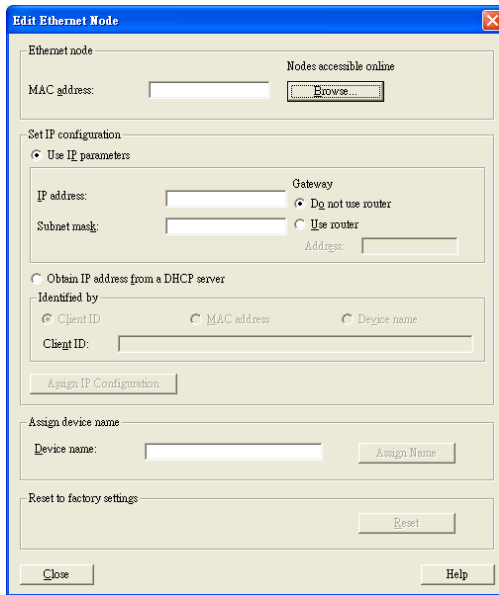 Edit Ethernet Node
Ethernet node
Nodes accessible online
MAC address:
Browse...
Set IP configuration
Use IP parameters
Gateway
IP address:
Do not use router
Subnet mask:
Use router
Address:
Obtain IP address from a DHCP server
Identified by
Client ID MAC address Device name
Client ID:
Assign IP Configuration
Assign device name
Device name:
Assign Name
Reset to factory settings
Reset
Close Help